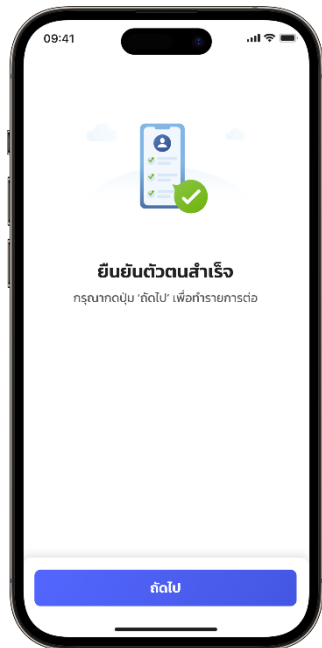 09:41
ยืนยันตัวตนสำเร็จ
กรุณากดปุ่ม ‘ถัดไป’ เพื่อทำรายการต่อ
ถัดไป